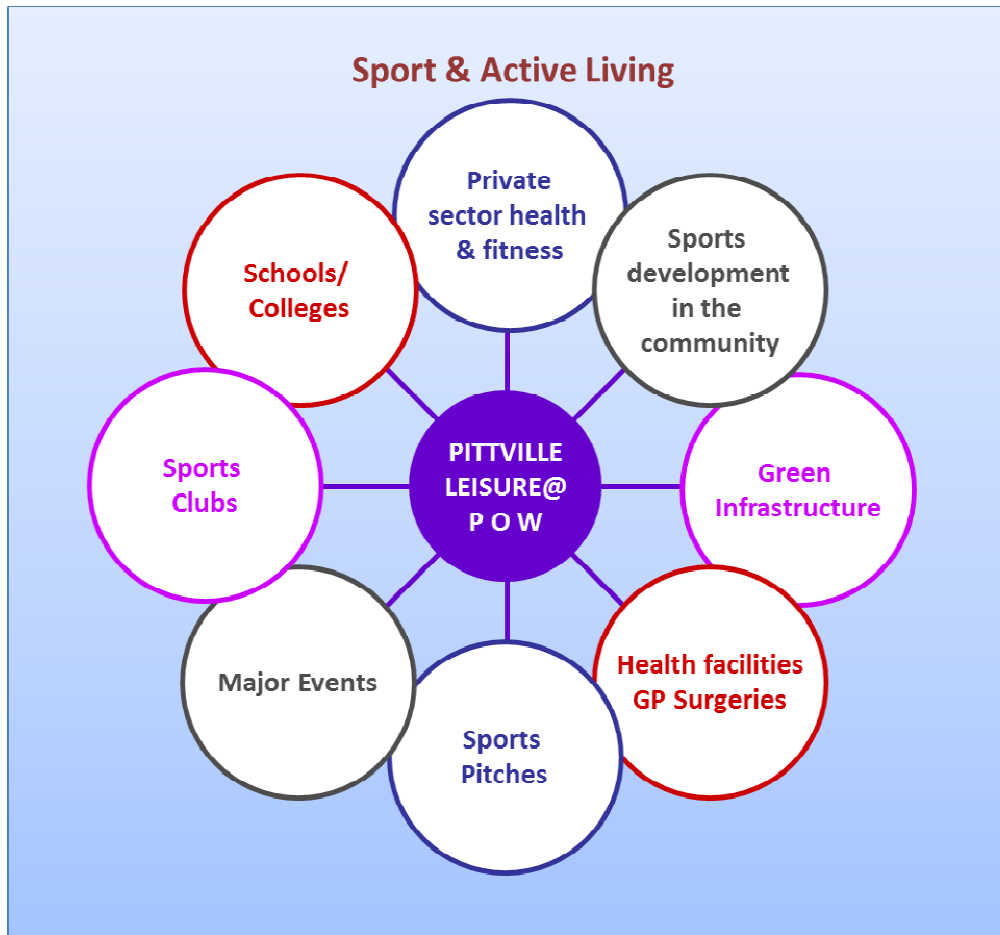 Sport & Active Living
Private
sector health
& fitness
Sports
development
in the
community
Green
Infrastructure
Health facilities
GP Surgeries
Sports
Pitches
Major Events
Sports
Clubs
Schools/
Colleges
PITTVILLE
LEISURE@
P O W